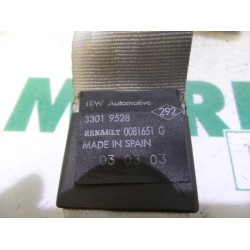 TRW Automotive
292
3301 9528
RENAULT 0081651 G
MADE IN SPAIN
03 03 03